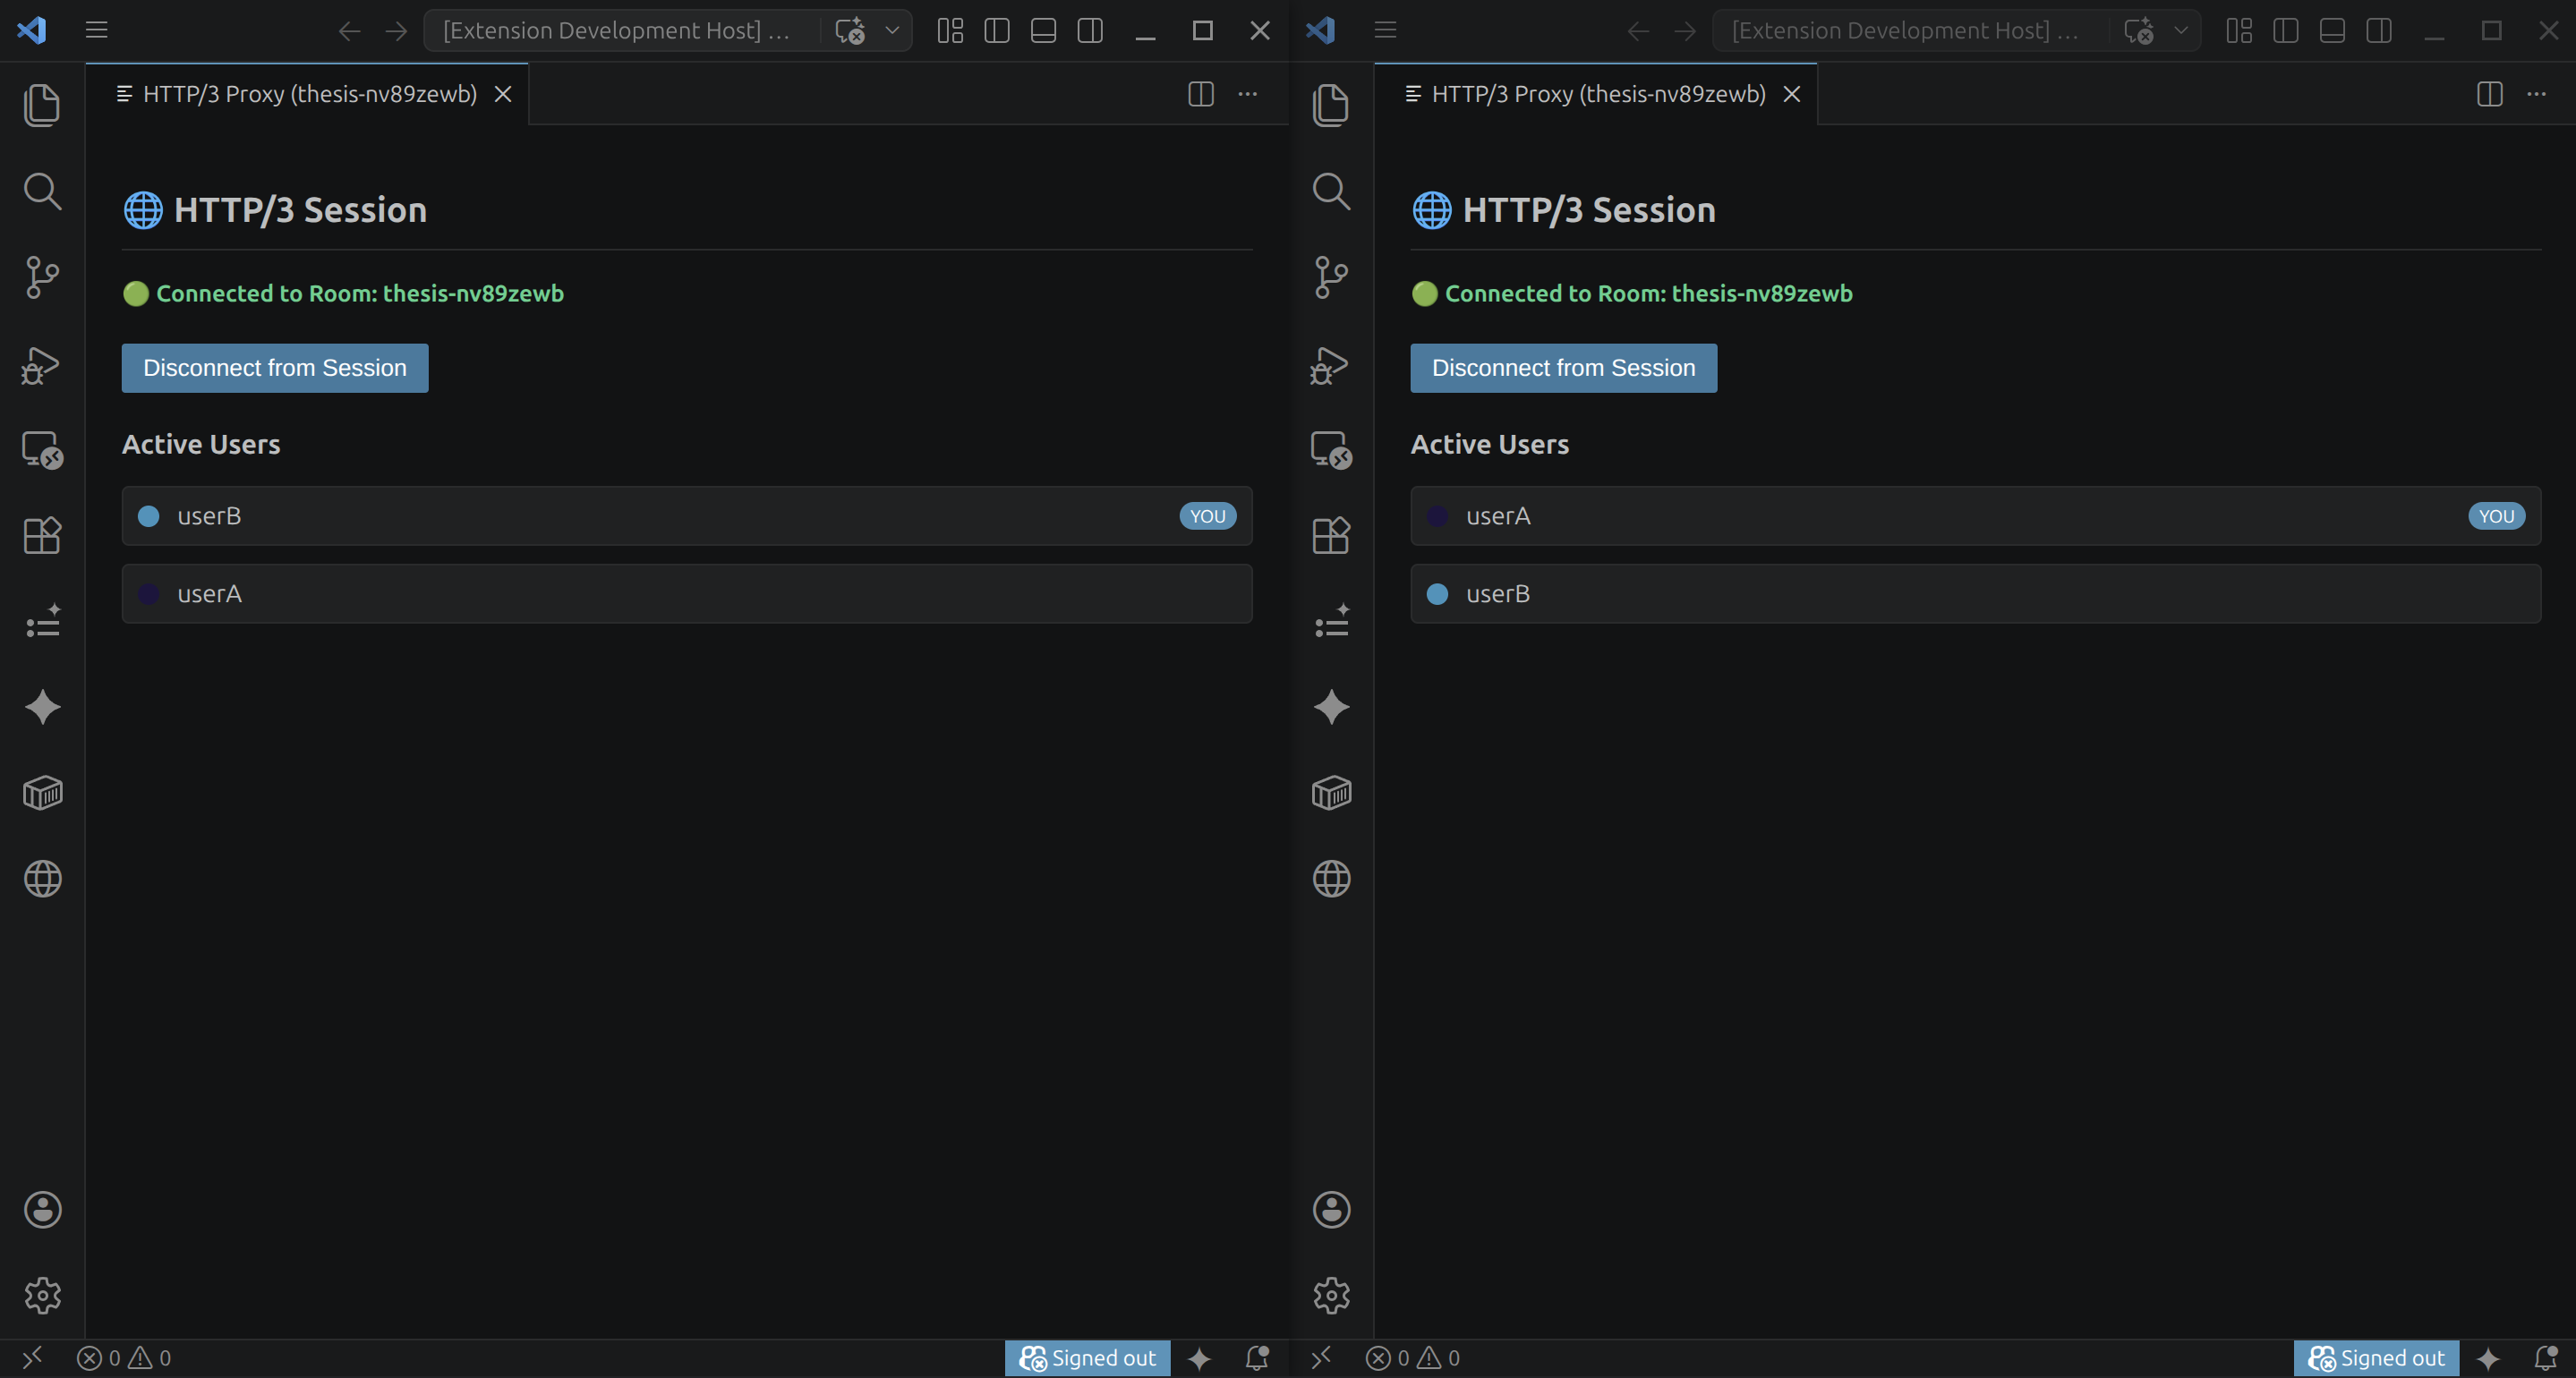 [Extension Development Host] ...
HTTP/3 Proxy (thesis-nv89zewb)
HTTP/3 Session
Connected to Room: thesis-nv89zewb
Disconnect from Session
Active Users
userB YOU
userA
0 0
Signed out
[Extension Development Host] ...
HTTP/3 Proxy (thesis-nv89zewb)
HTTP/3 Session
Connected to Room: thesis-nv89zewb
Disconnect from Session
Active Users
userA YOU
userB
0 0
Signed out